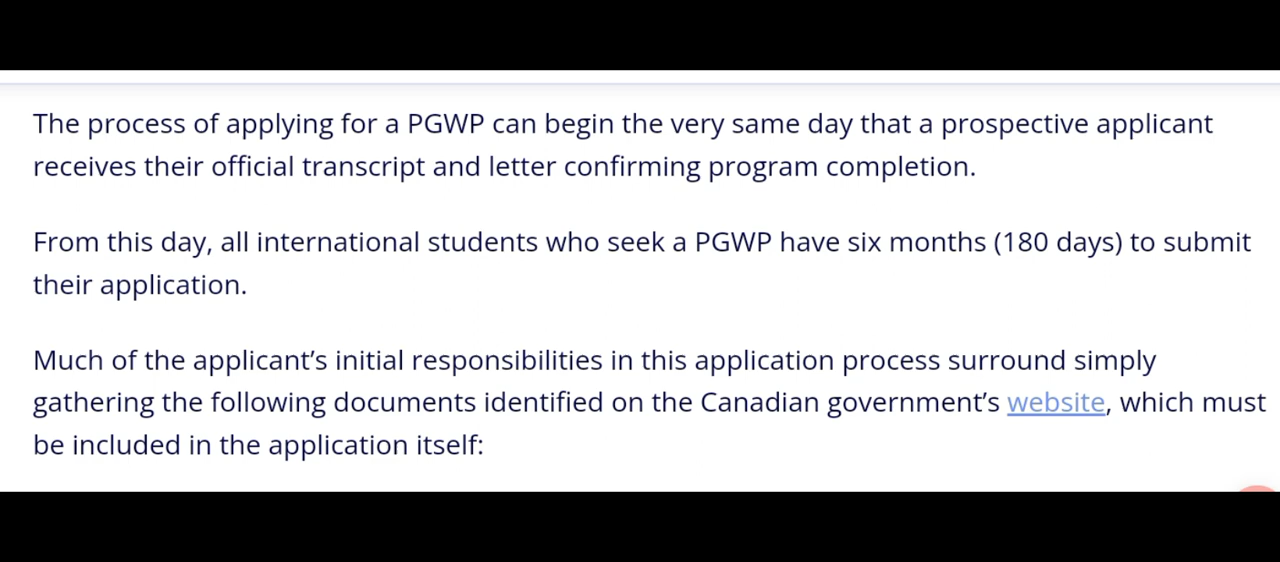 The process of applying for a PGWP can begin the very same day that a prospective applicant
receives their official transcript and letter confirming program completion.
From this day, all international students who seek a PGWP have six months (180 days) to submit
their application.
Much of the applicant’s initial responsibilities in this application process surround simply
gathering the following documents identified on the Canadian government’s website, which must
be included in the application itself: